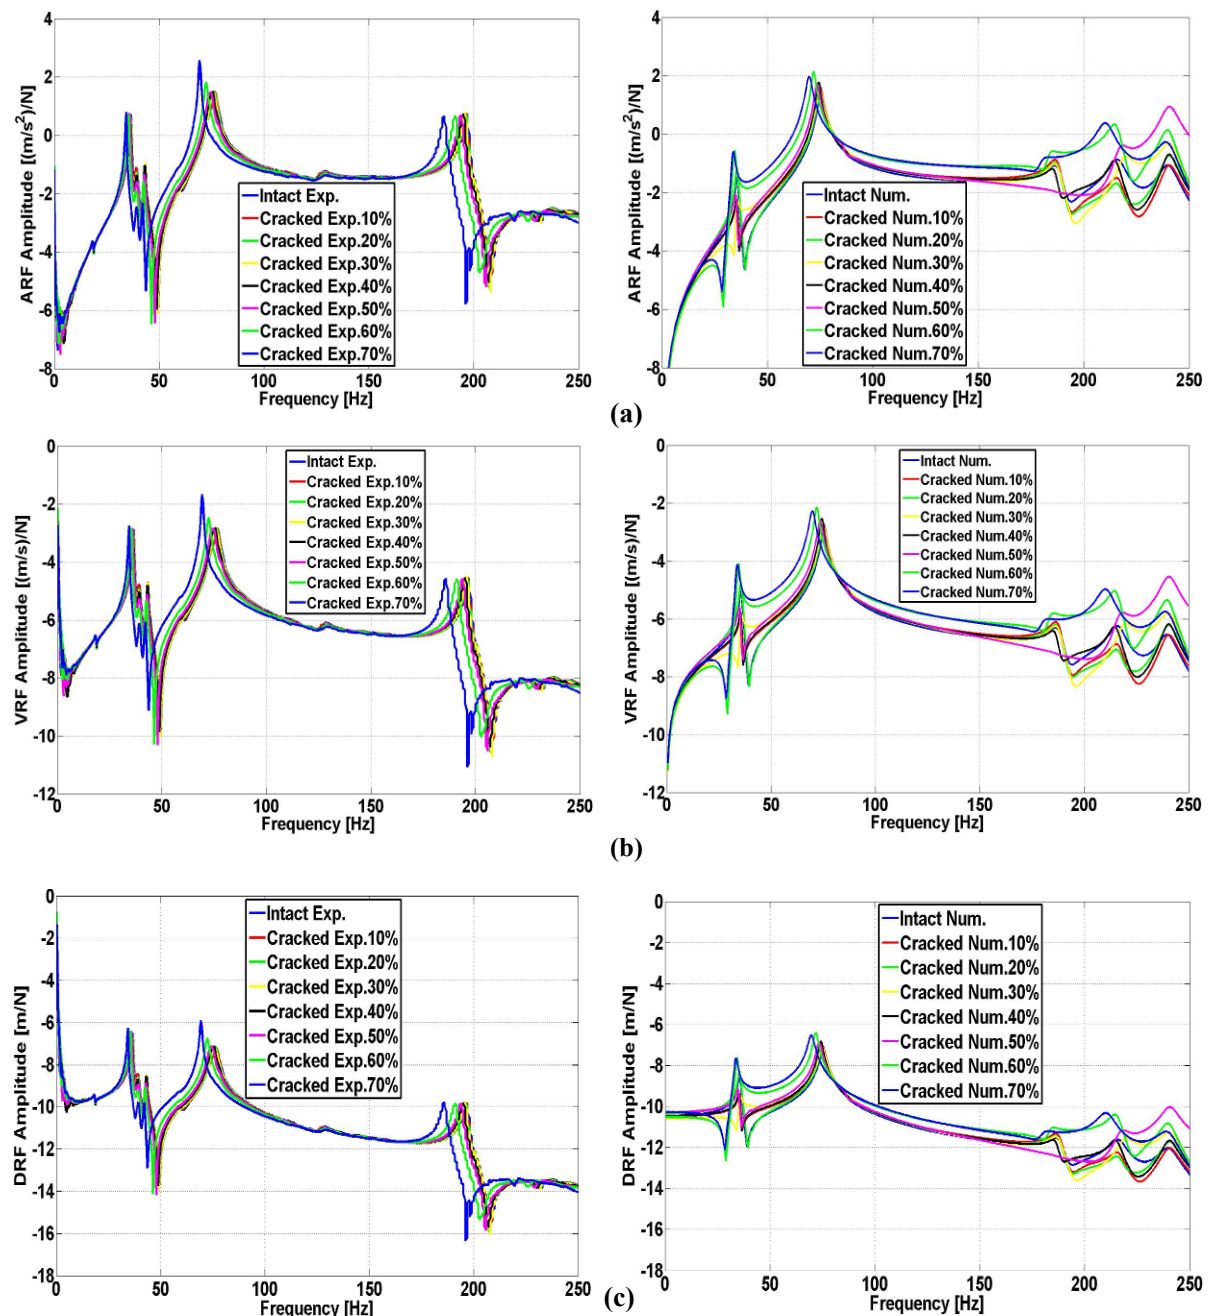 4
2
0
-2
-4
-6
-8
ARF Amplitude [(m/s²)/N]
Intact Exp.
Cracked Exp.10%
Cracked Exp.20%
Cracked Exp.30%
Cracked Exp.40%
Cracked Exp.50%
Cracked Exp.60%
Cracked Exp.70%
0 50 100 150 200 250
Frequency [Hz]
4
2
0
-2
-4
-6
-8
ARF Amplitude [(m/s²)/N]
Intact Num.
Cracked Num.10%
Cracked Num.20%
Cracked Num.30%
Cracked Num.40%
Cracked Num.50%
Cracked Num.60%
Cracked Num.70%
0 50 100 150 200 250
Frequency [Hz]
(a)
0
-2
-4
-6
-8
-10
-12
VRF Amplitude [(m/s)/N]
Intact Exp.
Cracked Exp.10%
Cracked Exp.20%
Cracked Exp.30%
Cracked Exp.40%
Cracked Exp.50%
Cracked Exp.60%
Cracked Exp.70%
0 50 100 150 200 250
Frequency [Hz]
0
-2
-4
-6
-8
-10
-12
VRF Amplitude [(m/s)/N]
Intact Num.
Cracked Num.10%
Cracked Num.20%
Cracked Num.30%
Cracked Num.40%
Cracked Num.50%
Cracked Num.60%
Cracked Num.70%
0 50 100 150 200 250
Frequency [Hz]
(b)
0
-2
-4
-6
-8
-10
-12
-14
-16
-18
DRF Amplitude [m/N]
Intact Exp.
Cracked Exp.10%
Cracked Exp.20%
Cracked Exp.30%
Cracked Exp.40%
Cracked Exp.50%
Cracked Exp.60%
Cracked Exp.70%
0 50 100 150 200 250
Frequency [Hz]
0
-2
-4
-6
-8
-10
-12
-14
-16
-18
DRF Amplitude [m/N]
Intact Num.
Cracked Num.10%
Cracked Num.20%
Cracked Num.30%
Cracked Num.40%
Cracked Num.50%
Cracked Num.60%
Cracked Num.70%
0 50 100 150 200 250
Frequency [Hz]
(c)